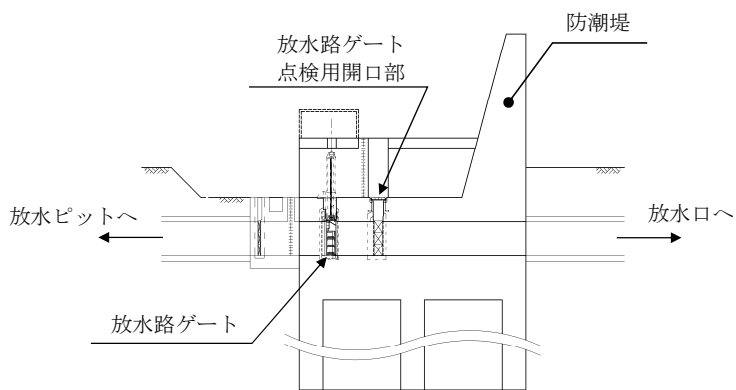 防潮堤
放水路ゲート
点検用開口部
放水ピットへ
放水口へ
放水路ゲート